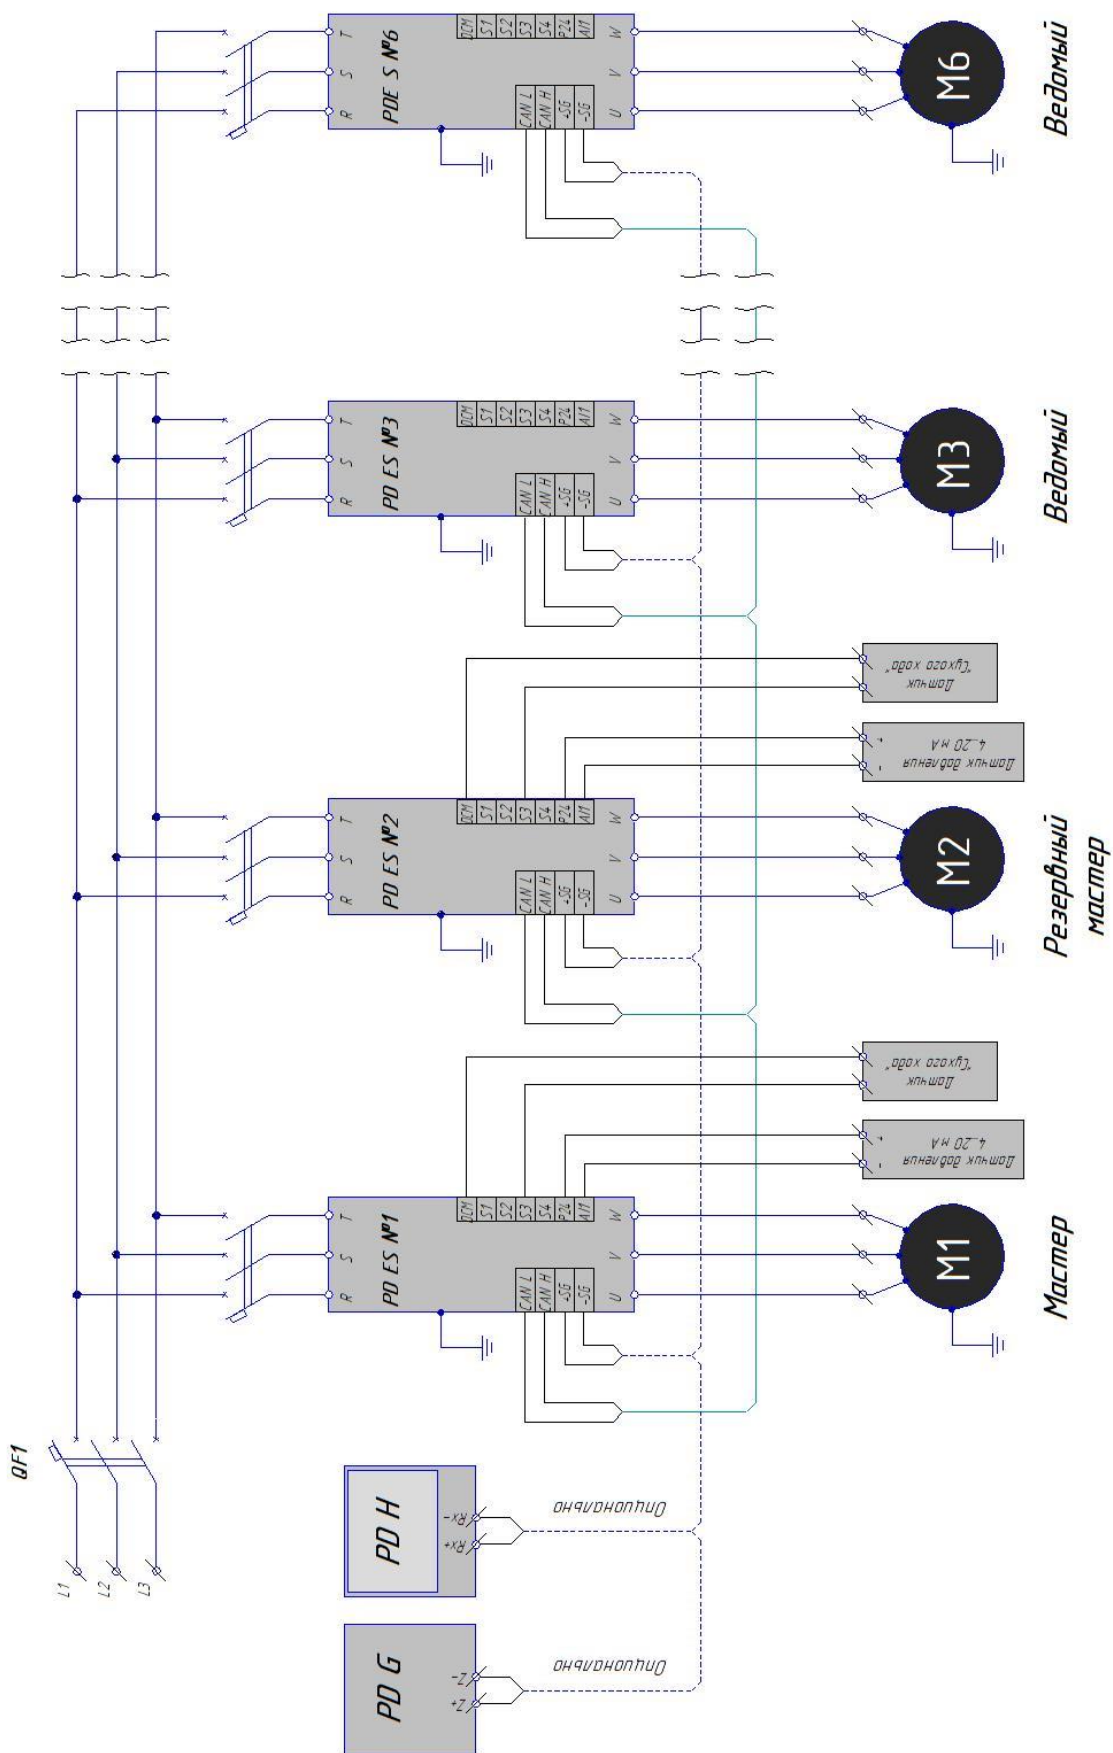 QF1
L1
L2
L3
PD G
Z+
Z-
Опционально
PD H
Rx+
Rx-
Опционально
PD ES №1
R
S
T
CAN L
CAN H
+SG
-SG
DCM
S1
S2
S3
S4
P24
AI1
U
V
W
M1
Мастер
Датчик давления
4..20 мА
-
+
Датчик
"Сухого хода"
PD ES №2
R
S
T
CAN L
CAN H
+SG
-SG
DCM
S1
S2
S3
S4
P24
AI1
U
V
W
M2
Резервный
мастер
Датчик давления
4..20 мА
-
+
Датчик
"Сухого хода"
PD ES №3
R
S
T
CAN L
CAN H
+SG
-SG
DCM
S1
S2
S3
S4
P24
AI1
U
V
W
M3
Ведомый
PDE S №6
R
S
T
CAN L
CAN H
+SG
-SG
DCM
S1
S2
S3
S4
P24
AI1
U
V
W
M6
Ведомый